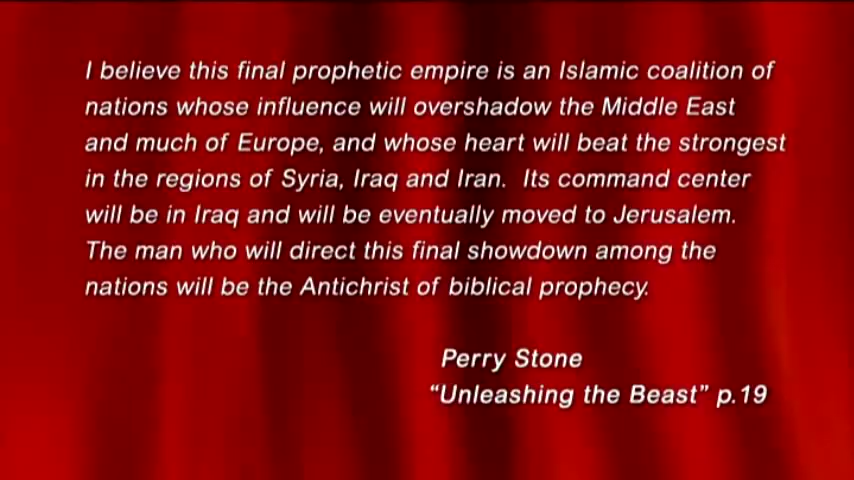 I believe this final prophetic empire is an Islamic coalition of
nations whose influence will overshadow the Middle East
and much of Europe, and whose heart will beat the strongest
in the regions of Syria, Iraq and Iran.  Its command center
will be in Iraq and will be eventually moved to Jerusalem.
The man who will direct this final showdown among the
nations will be the Antichrist of biblical prophecy.
Perry Stone
“Unleashing the Beast” p.19